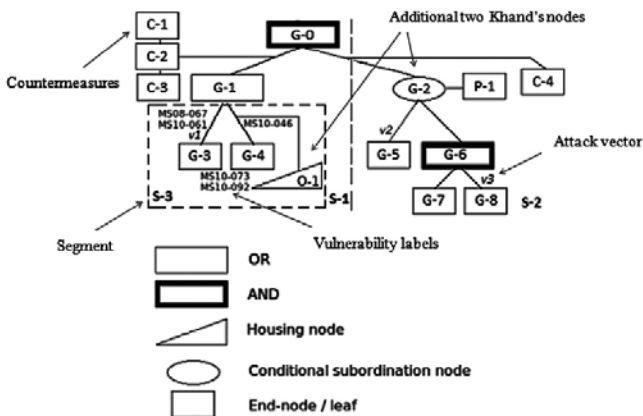 Additional two Khand's nodes
C-1
G-0
C-2
Countermeasures
C-3
G-1
G-2
P-1
C-4
MS08-067
MS10-061
MS10-046
v1
v2
Attack vector
G-3
G-4
G-5
G-6
MS10-073
MS10-092
O-1
v3
S-3
S-1
G-7
G-8
S-2
Segment
Vulnerability labels
OR
AND
Housing node
Conditional subordination node
End-node / leaf